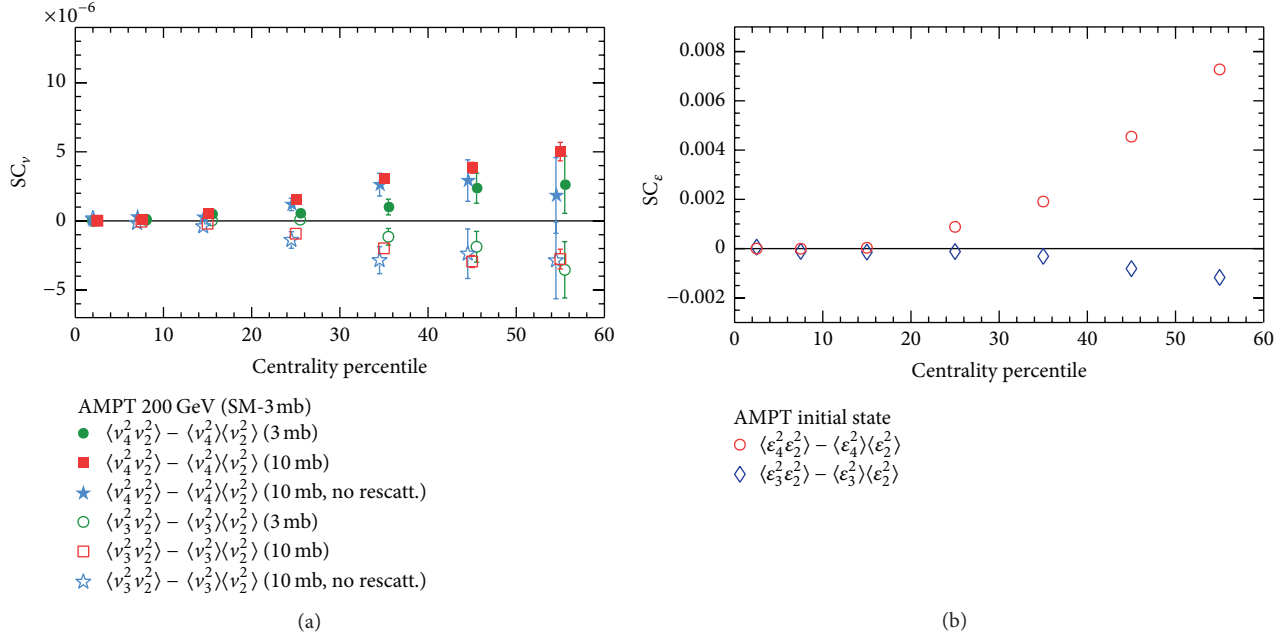 ×10⁻⁶
10
5
0
−5
SC_v
0 10 20 30 40 50 60
Centrality percentile
AMPT 200 GeV (SM-3 mb)
⟨v₄²v₂²⟩ − ⟨v₄²⟩⟨v₂²⟩ (3 mb)
⟨v₄²v₂²⟩ − ⟨v₄²⟩⟨v₂²⟩ (10 mb)
⟨v₄²v₂²⟩ − ⟨v₄²⟩⟨v₂²⟩ (10 mb, no rescatt.)
⟨v₃²v₂²⟩ − ⟨v₃²⟩⟨v₂²⟩ (3 mb)
⟨v₃²v₂²⟩ − ⟨v₃²⟩⟨v₂²⟩ (10 mb)
⟨v₃²v₂²⟩ − ⟨v₃²⟩⟨v₂²⟩ (10 mb, no rescatt.)
(a)
0.008
0.006
0.004
0.002
0
−0.002
SC_ε
0 10 20 30 40 50 60
Centrality percentile
AMPT initial state
⟨ε₄²ε₂²⟩ − ⟨ε₄²⟩⟨ε₂²⟩
⟨ε₃²ε₂²⟩ − ⟨ε₃²⟩⟨ε₂²⟩
(b)